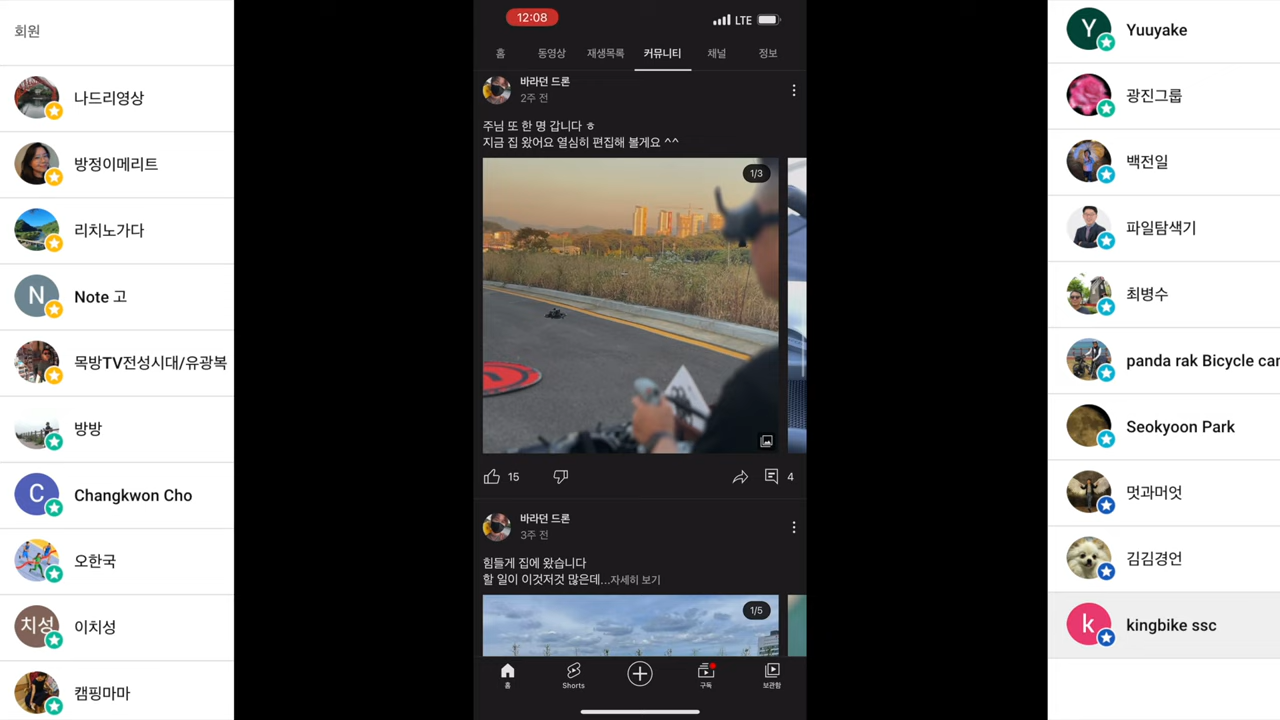 회원
나드리영상
방정이메리트
리치노가다
N
Note 고
목방TV전성시대/유광복
방방
C
Changkwon Cho
오한국
치성
이치성
캠핑마마
12:08
LTE
홈
동영상
재생목록
커뮤니티
채널
정보
바라던 드론
2주 전
주님 또 한 명 갑니다 ㅎ
지금 집 왔어요 열심히 편집해 볼게요 ^^
1/3
15
4
바라던 드론
3주 전
힘들게 집에 왔습니다
할 일이 이것저것 많은데...자세히 보기
1/5
홈
Shorts
구독
보관함
Y
Yuuyake
광진그룹
백전일
파일탐색기
최병수
panda rak Bicycle car
Seokyoon Park
멋과머엇
김김경언
k
kingbike ssc